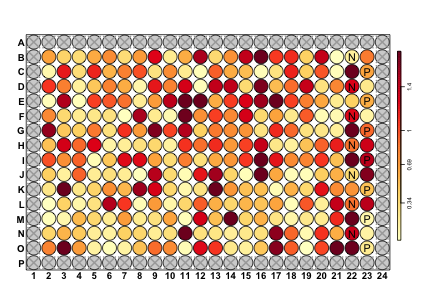 A
B N
C P
D N
E P
F N
G P
H N
I P
J N
K P
L N
M P
N N
O P
P
1 2 3 4 5 6 7 8 9 10 11 12 13 14 15 16 17 18 19 20 21 22 23 24
1.4
1
0.69
0.34